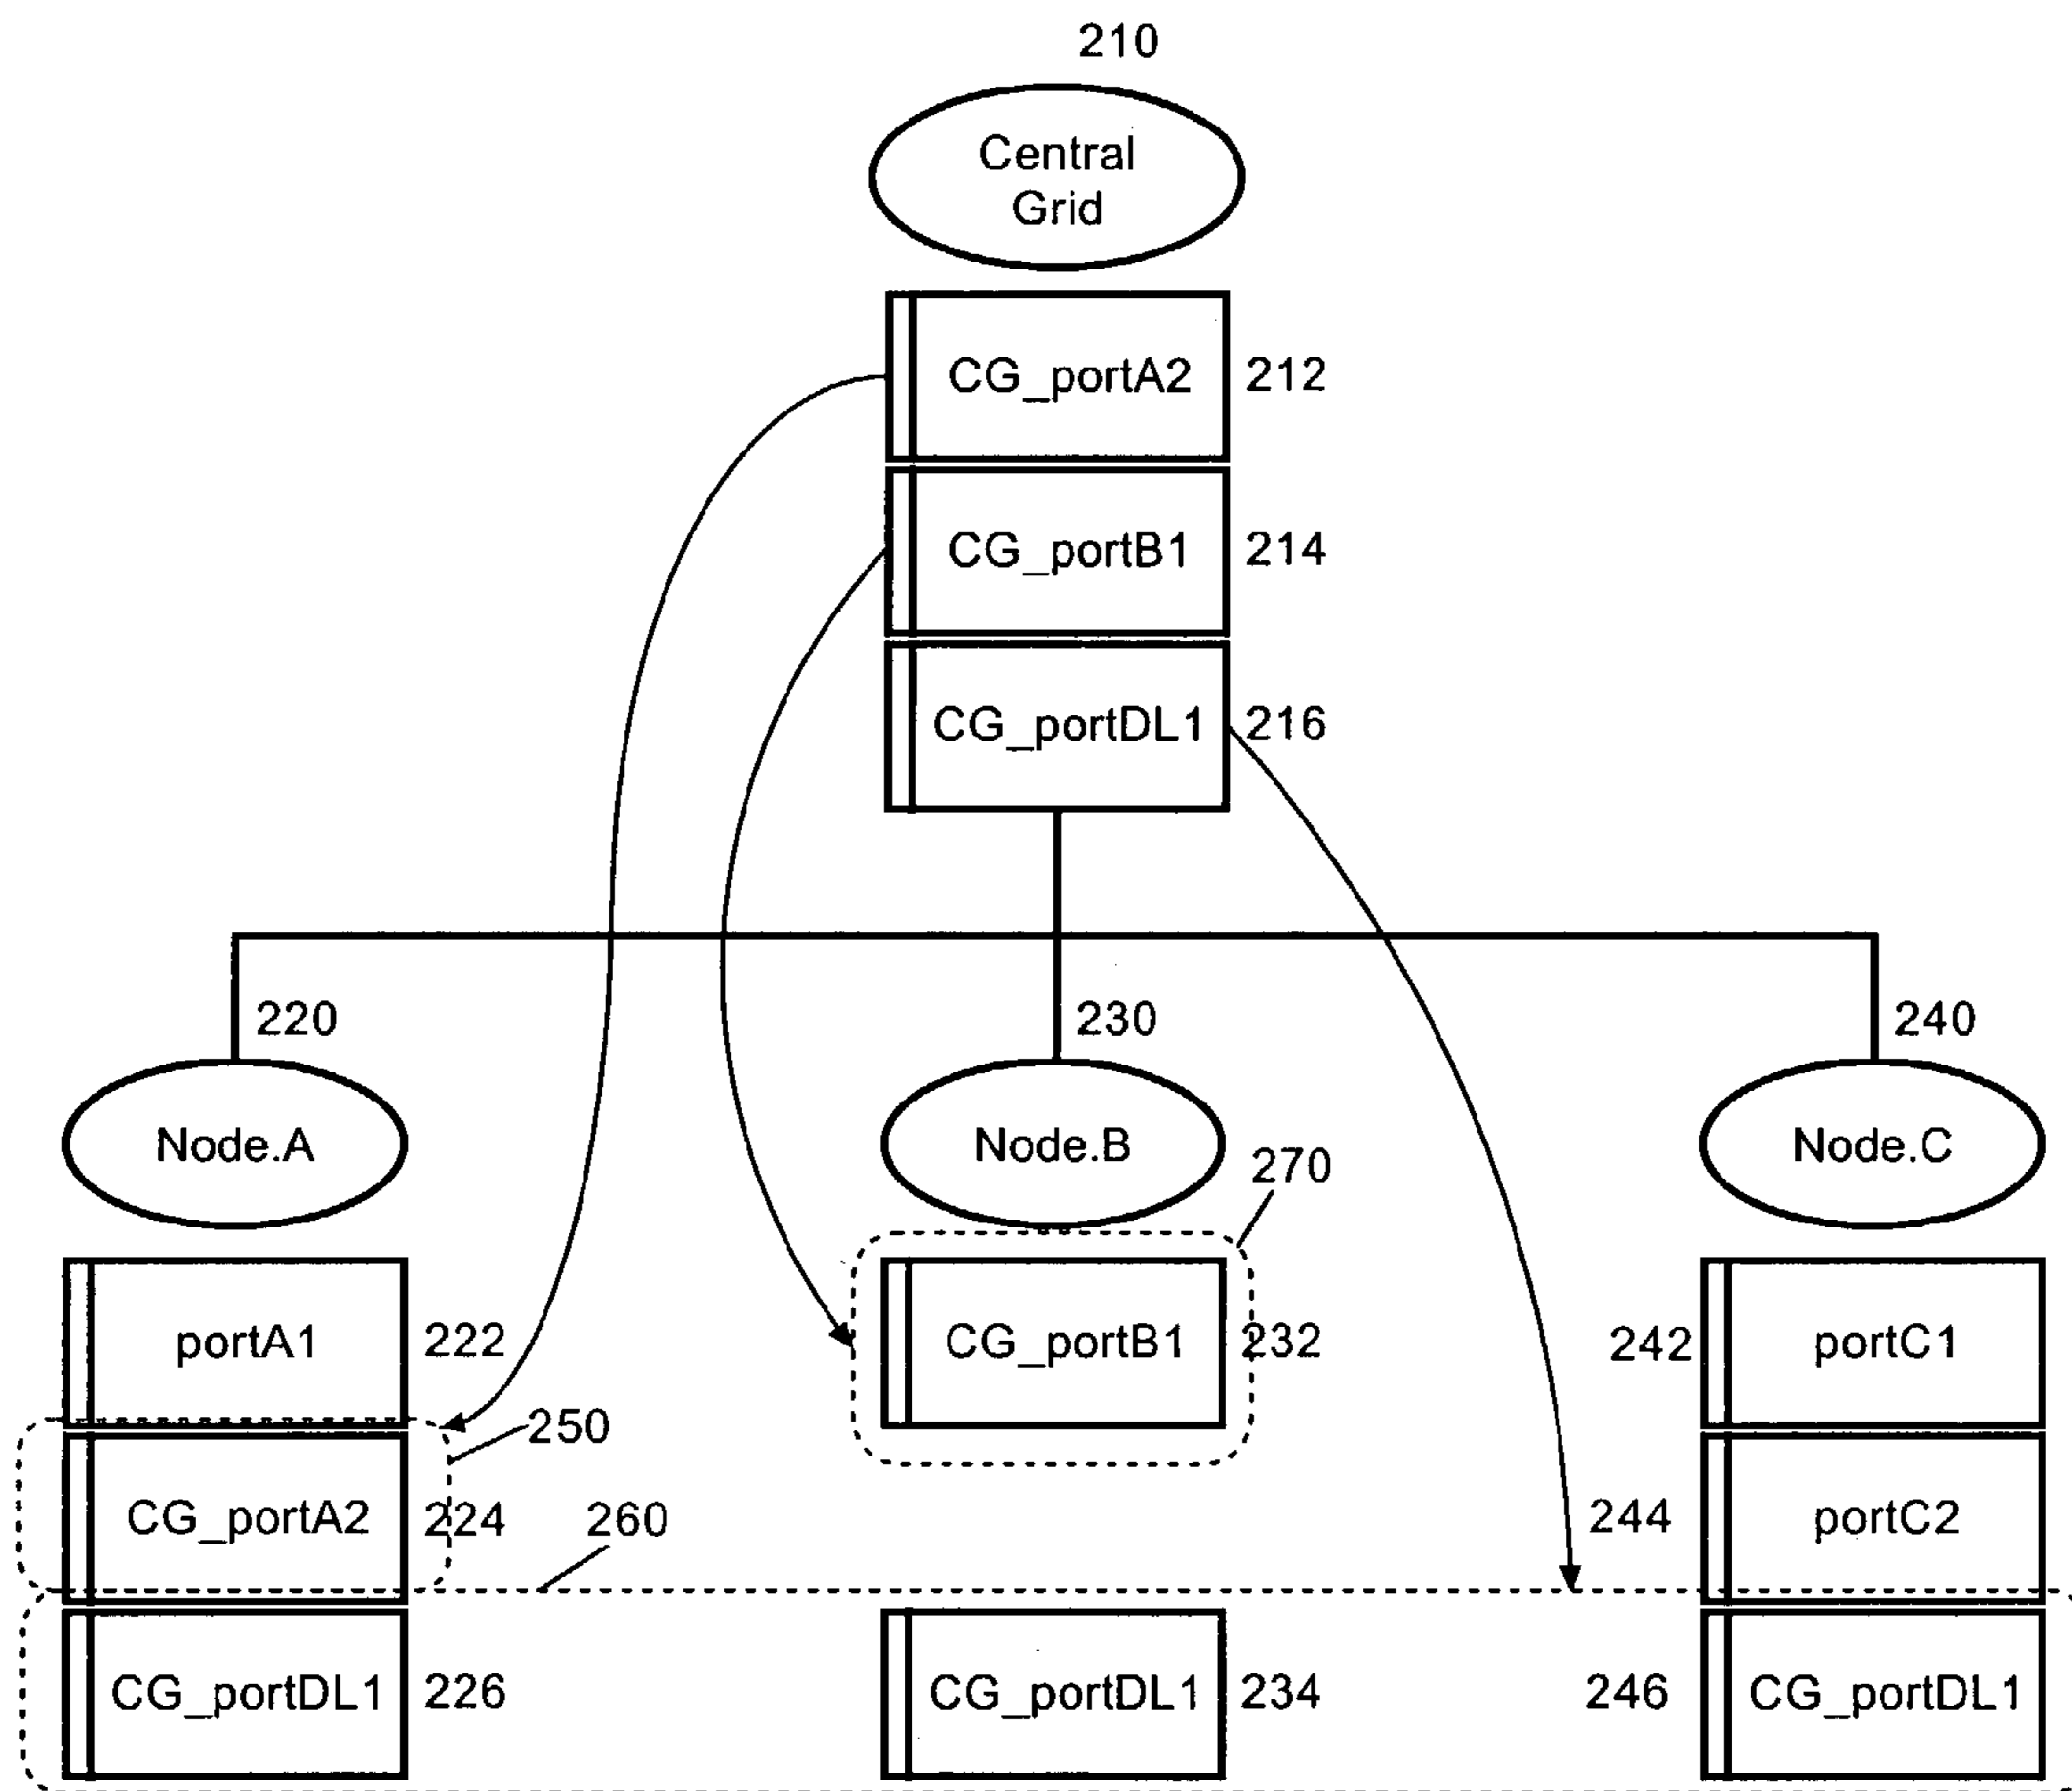 210
Central
Grid
CG_portA2 212
CG_portB1 214
CG_portDL1 216
220 230 240
Node.A Node.B Node.C
270
portA1 222 CG_portB1 232 242 portC1
250
CG_portA2 224 260 244 portC2
CG_portDL1 226 CG_portDL1 234 246 CG_portDL1